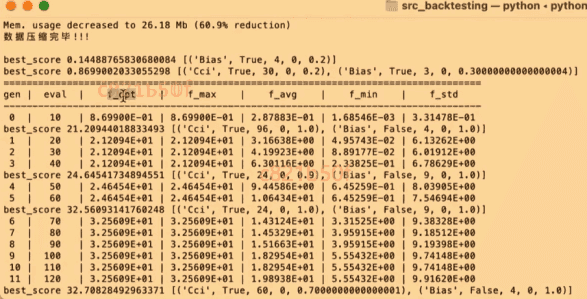 src_backtesting — python • python
Mem. usage decreased to 26.18 Mb (60.9% reduction)
数据压缩完毕!!!
best_score 0.14488765830680084 [('Bias', True, 4, 0, 0.2)]
best_score 0.8699002033055298 [('Cci', True, 30, 0, 0.2), ('Bias', True, 3, 0, 0.30000000000000004)]
gen | eval | f_opt | f_max | f_avg | f_min | f_std
0 | 10 | 8.69900E-01 | 8.69900E-01 | 2.87883E-01 | 1.68546E-03 | 3.31478E-01
best_score 21.20944018833493 [('Cci', True, 96, 0, 1.0), ('Bias', False, 4, 0, 1.0)]
1 | 20 | 2.12094E+01 | 2.12094E+01 | 3.16638E+00 | 4.95743E-02 | 6.13262E+00
2 | 30 | 2.12094E+01 | 2.12094E+01 | 4.19923E+00 | 8.89177E-02 | 6.01912E+00
3 | 40 | 2.12094E+01 | 2.12094E+01 | 6.30116E+00 | 2.33825E-01 | 6.78629E+00
best_score 24.64541734894551 [('Cci', True, 24, 0, 0.9), ('Bias', False, 9, 0, 1.0)]
4 | 50 | 2.46454E+01 | 2.46454E+01 | 9.44586E+00 | 6.45259E-01 | 8.03905E+00
5 | 60 | 2.46454E+01 | 2.46454E+01 | 1.06434E+01 | 6.45259E-01 | 7.54694E+00
best_score 32.56093141760248 [('Cci', True, 24, 0, 1.0), ('Bias', False, 9, 0, 1.0)]
6 | 70 | 3.25609E+01 | 3.25609E+01 | 1.43124E+01 | 3.31525E+00 | 9.38328E+00
7 | 80 | 3.25609E+01 | 3.25609E+01 | 1.45329E+01 | 3.95915E+00 | 9.18512E+00
8 | 90 | 3.25609E+01 | 3.25609E+01 | 1.51663E+01 | 3.95915E+00 | 9.19398E+00
9 | 100 | 3.25609E+01 | 3.25609E+01 | 1.82954E+01 | 5.55432E+00 | 9.74148E+00
10 | 110 | 3.25609E+01 | 3.25609E+01 | 1.82954E+01 | 5.55432E+00 | 9.74148E+00
11 | 120 | 3.25609E+01 | 3.25609E+01 | 1.98938E+01 | 5.55432E+00 | 9.91620E+00
best_score 32.70828492963371 [('Cci', True, 60, 0, 0.7000000000000001), ('Bias', False, 4, 0, 1.0)]